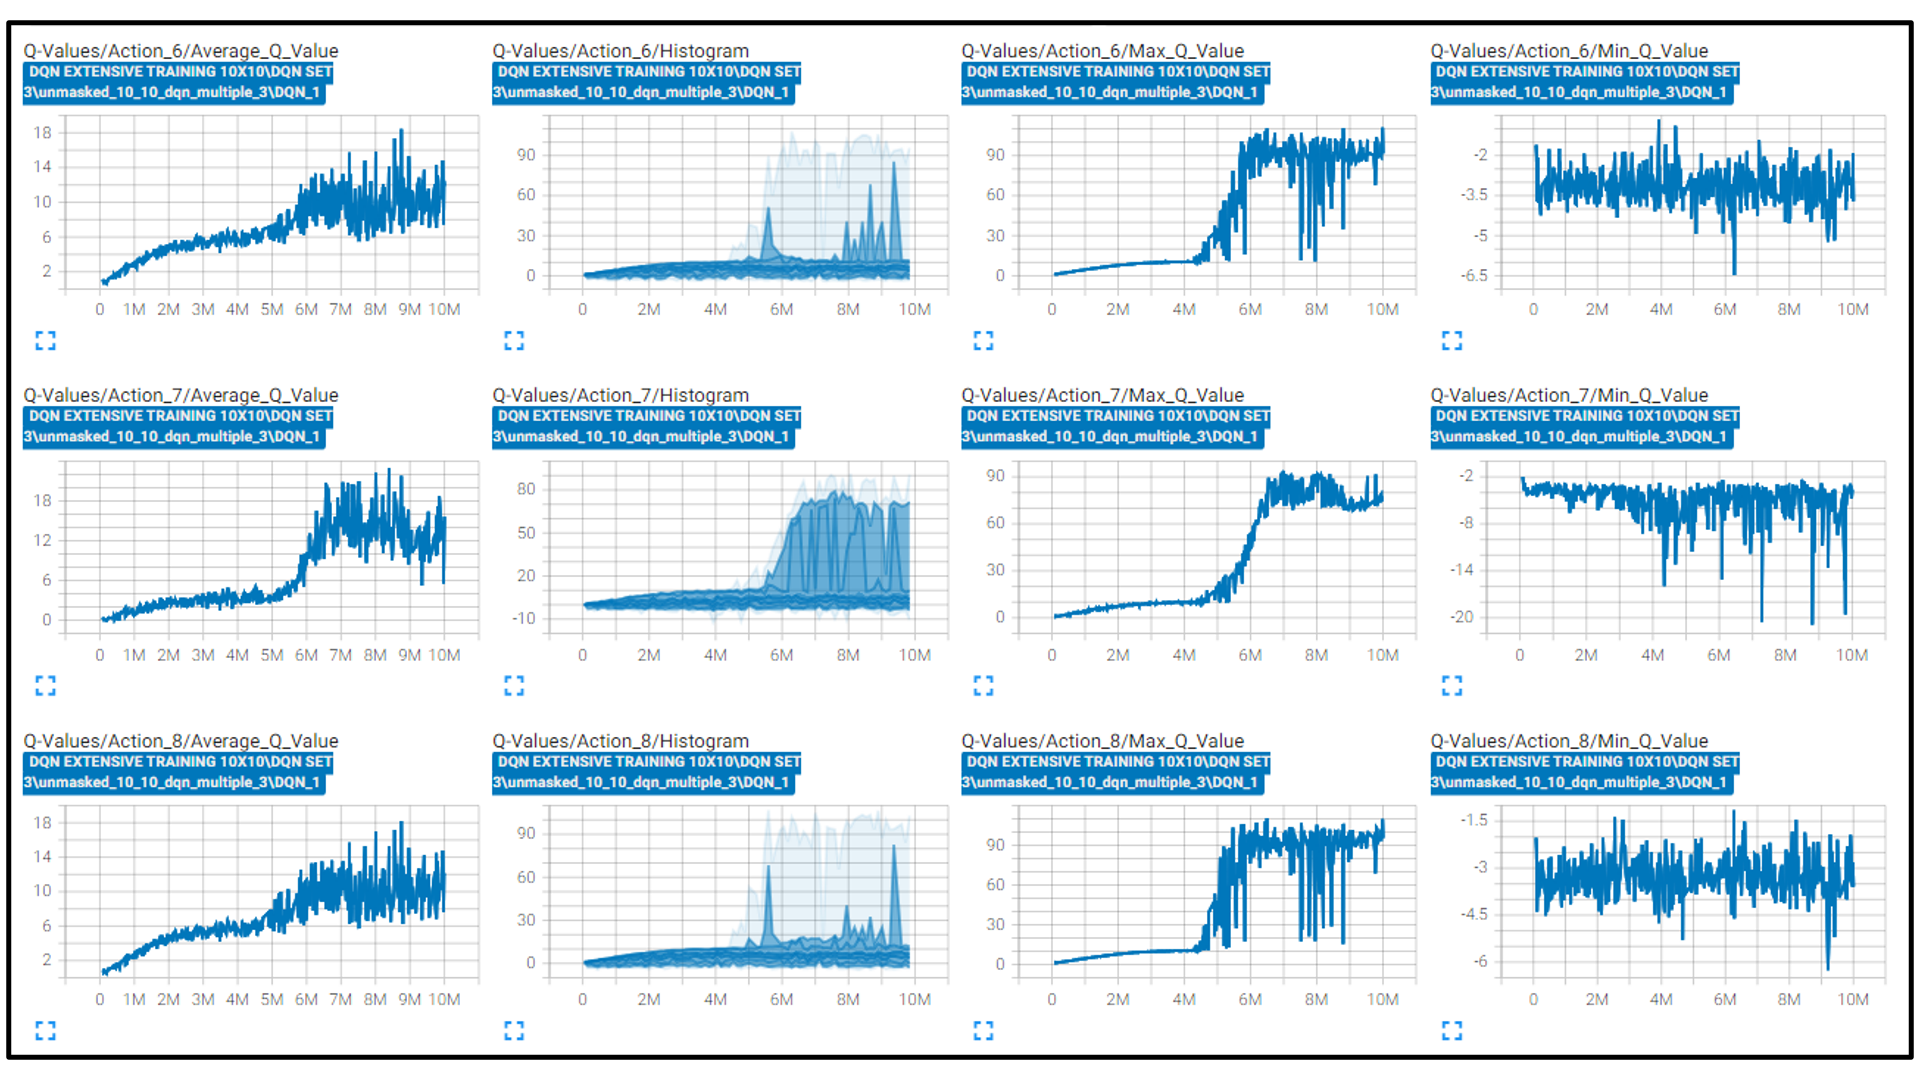 Q-Values/Action_6/Average_Q_Value
DQN EXTENSIVE TRAINING 10X10\DQN SET
3\unmasked_10_10_dqn_multiple_3\DQN_1
18
14
10
6
2
0 1M 2M 3M 4M 5M 6M 7M 8M 9M 10M
Q-Values/Action_6/Histogram
DQN EXTENSIVE TRAINING 10X10\DQN SET
3\unmasked_10_10_dqn_multiple_3\DQN_1
90
60
30
0
0 2M 4M 6M 8M 10M
Q-Values/Action_6/Max_Q_Value
DQN EXTENSIVE TRAINING 10X10\DQN SET
3\unmasked_10_10_dqn_multiple_3\DQN_1
90
60
30
0
0 2M 4M 6M 8M 10M
Q-Values/Action_6/Min_Q_Value
DQN EXTENSIVE TRAINING 10X10\DQN SET
3\unmasked_10_10_dqn_multiple_3\DQN_1
-2
-3.5
-5
-6.5
0 2M 4M 6M 8M 10M
Q-Values/Action_7/Average_Q_Value
DQN EXTENSIVE TRAINING 10X10\DQN SET
3\unmasked_10_10_dqn_multiple_3\DQN_1
18
12
6
0
0 1M 2M 3M 4M 5M 6M 7M 8M 9M 10M
Q-Values/Action_7/Histogram
DQN EXTENSIVE TRAINING 10X10\DQN SET
3\unmasked_10_10_dqn_multiple_3\DQN_1
80
50
20
-10
0 2M 4M 6M 8M 10M
Q-Values/Action_7/Max_Q_Value
DQN EXTENSIVE TRAINING 10X10\DQN SET
3\unmasked_10_10_dqn_multiple_3\DQN_1
90
60
30
0
0 2M 4M 6M 8M 10M
Q-Values/Action_7/Min_Q_Value
DQN EXTENSIVE TRAINING 10X10\DQN SET
3\unmasked_10_10_dqn_multiple_3\DQN_1
-2
-8
-14
-20
0 2M 4M 6M 8M 10M
Q-Values/Action_8/Average_Q_Value
DQN EXTENSIVE TRAINING 10X10\DQN SET
3\unmasked_10_10_dqn_multiple_3\DQN_1
18
14
10
6
2
0 1M 2M 3M 4M 5M 6M 7M 8M 9M 10M
Q-Values/Action_8/Histogram
DQN EXTENSIVE TRAINING 10X10\DQN SET
3\unmasked_10_10_dqn_multiple_3\DQN_1
90
60
30
0
0 2M 4M 6M 8M 10M
Q-Values/Action_8/Max_Q_Value
DQN EXTENSIVE TRAINING 10X10\DQN SET
3\unmasked_10_10_dqn_multiple_3\DQN_1
90
60
30
0
0 2M 4M 6M 8M 10M
Q-Values/Action_8/Min_Q_Value
DQN EXTENSIVE TRAINING 10X10\DQN SET
3\unmasked_10_10_dqn_multiple_3\DQN_1
-1.5
-3
-4.5
-6
0 2M 4M 6M 8M 10M